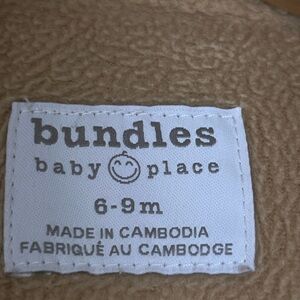 bundles
baby place
6-9m
MADE IN CAMBODIA
FABRIQUÉ AU CAMBODGE